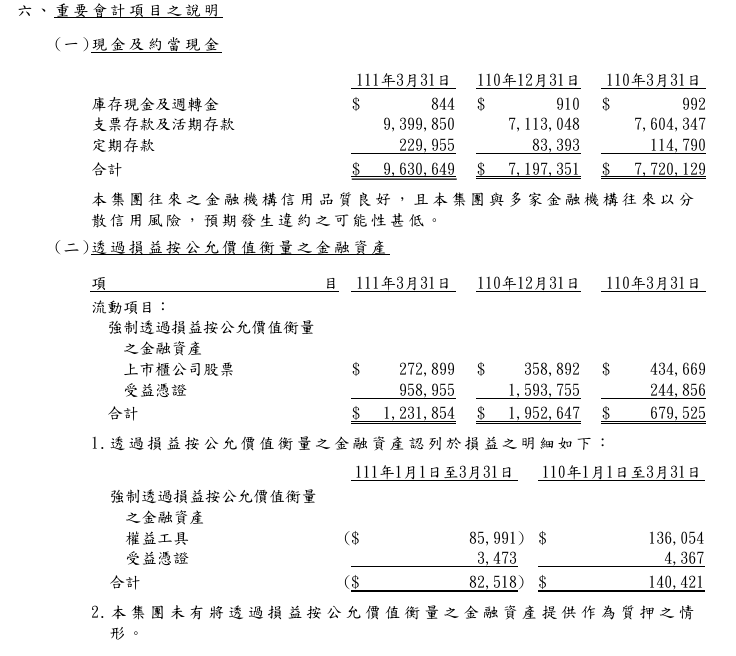 六、重要會計項目之說明
(一)現金及約當現金
111年3月31日 110年12月31日 110年3月31日
庫存現金及週轉金 $ 844 $ 910 $ 992
支票存款及活期存款 9,399,850 7,113,048 7,604,347
定期存款 229,955 83,393 114,790
合計 $ 9,630,649 $ 7,197,351 $ 7,720,129
本集團往來之金融機構信用品質良好，且本集團與多家金融機構往來以分
散信用風險，預期發生違約之可能性甚低。
(二)透過損益按公允價值衡量之金融資產
項 目 111年3月31日 110年12月31日 110年3月31日
流動項目：
強制透過損益按公允價值衡量
之金融資產
上市櫃公司股票 $ 272,899 $ 358,892 $ 434,669
受益憑證 958,955 1,593,755 244,856
合計 $ 1,231,854 $ 1,952,647 $ 679,525
1.透過損益按公允價值衡量之金融資產認列於損益之明細如下：
111年1月1日至3月31日 110年1月1日至3月31日
強制透過損益按公允價值衡量
之金融資產
權益工具 ($ 85,991) $ 136,054
受益憑證 3,473 4,367
合計 ($ 82,518) $ 140,421
2.本集團未有將透過損益按公允價值衡量之金融資產提供作為質押之情
形。